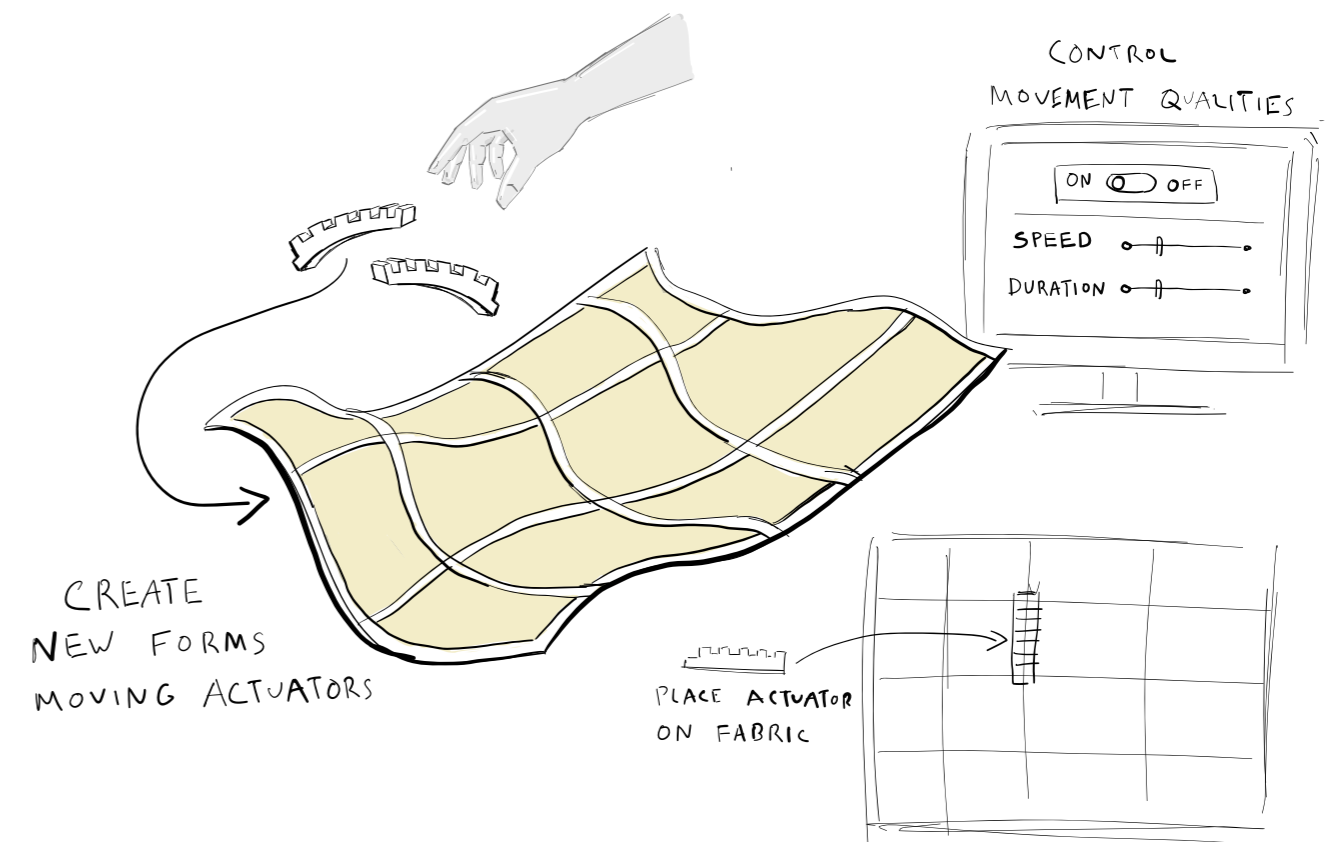 CONTROL
MOVEMENT QUALITIES
ON OFF
SPEED
DURATION
CREATE
NEW FORMS
MOVING ACTUATORS
PLACE ACTUATOR
ON FABRIC